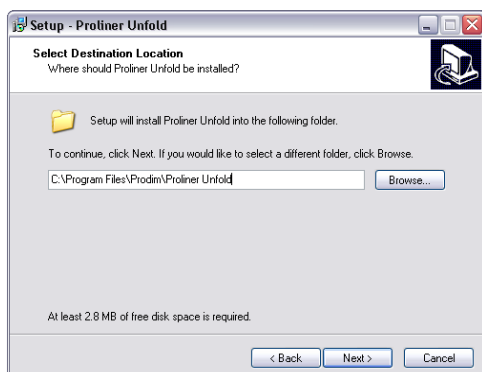 Setup - Proliner Unfold
Select Destination Location
Where should Proliner Unfold be installed?
Setup will install Proliner Unfold into the following folder.
To continue, click Next. If you would like to select a different folder, click Browse.
C:\Program Files\Prodim\Proliner Unfold
Browse...
At least 2.8 MB of free disk space is required.
< Back Next > Cancel